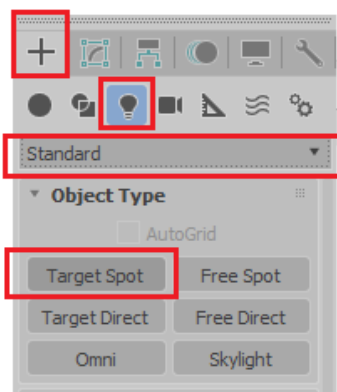 Standard
Object Type
AutoGrid
Target Spot Free Spot
Target Direct Free Direct
Omni Skylight